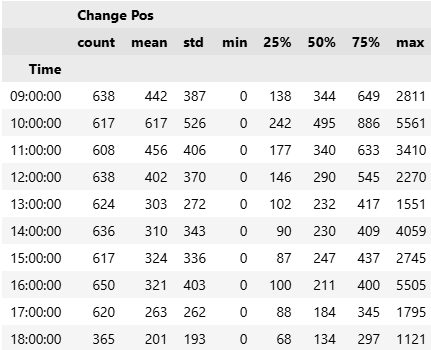 Change Pos
count mean std min 25% 50% 75% max
Time
09:00:00 638 442 387 0 138 344 649 2811
10:00:00 617 617 526 0 242 495 886 5561
11:00:00 608 456 406 0 177 340 633 3410
12:00:00 638 402 370 0 146 290 545 2270
13:00:00 624 303 272 0 102 232 417 1551
14:00:00 636 310 343 0 90 230 409 4059
15:00:00 617 324 336 0 87 247 437 2745
16:00:00 650 321 403 0 100 211 400 5505
17:00:00 620 263 262 0 88 184 345 1795
18:00:00 365 201 193 0 68 134 297 1121